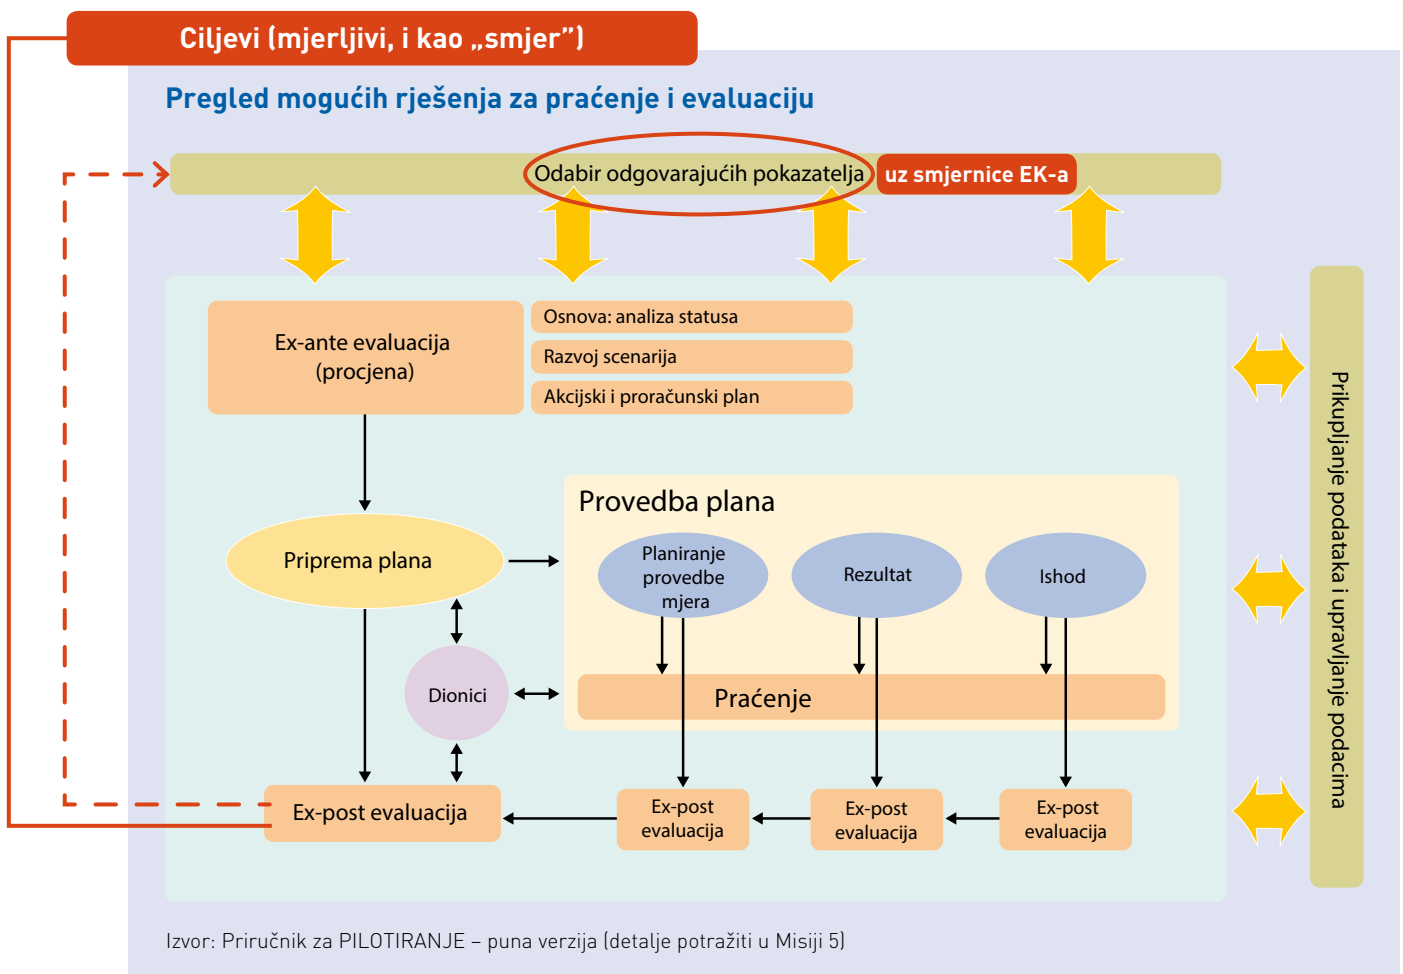 Ciljevi (mjerljivi, i kao „smjer”)
Pregled mogućih rješenja za praćenje i evaluaciju
Odabir odgovarajućih pokazatelja
uz smjernice EK-a
Ex-ante evaluacija
(procjena)
Osnova: analiza statusa
Razvoj scenarija
Akcijski i proračunski plan
Prikupljanje podataka i upravljanje podacima
Provedba plana
Priprema plana
Planiranje
provedbe
mjera
Rezultat
Ishod
Dionici
Praćenje
Ex-post evaluacija
Ex-post
evaluacija
Ex-post
evaluacija
Ex-post
evaluacija
Izvor: Priručnik za PILOTIRANJE – puna verzija (detalje potražiti u Misiji 5)